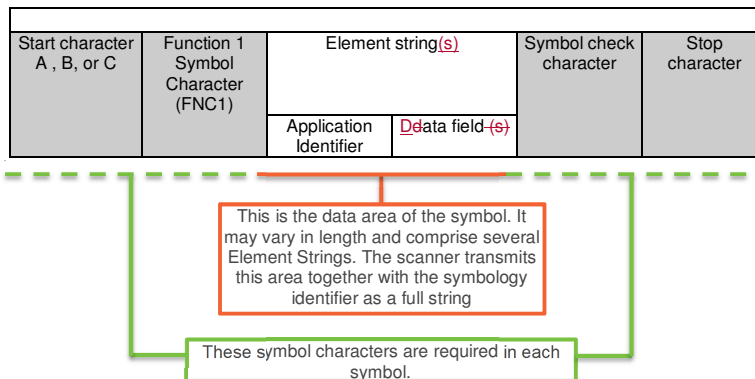 Start character
A , B, or C
Function 1
Symbol
Character
(FNC1)
Element string(s)
Symbol check
character
Stop
character
Application
Identifier
Ddata field (s)
This is the data area of the symbol. It
may vary in length and comprise several
Element Strings. The scanner transmits
this area together with the symbology
identifier as a full string
These symbol characters are required in each
symbol.